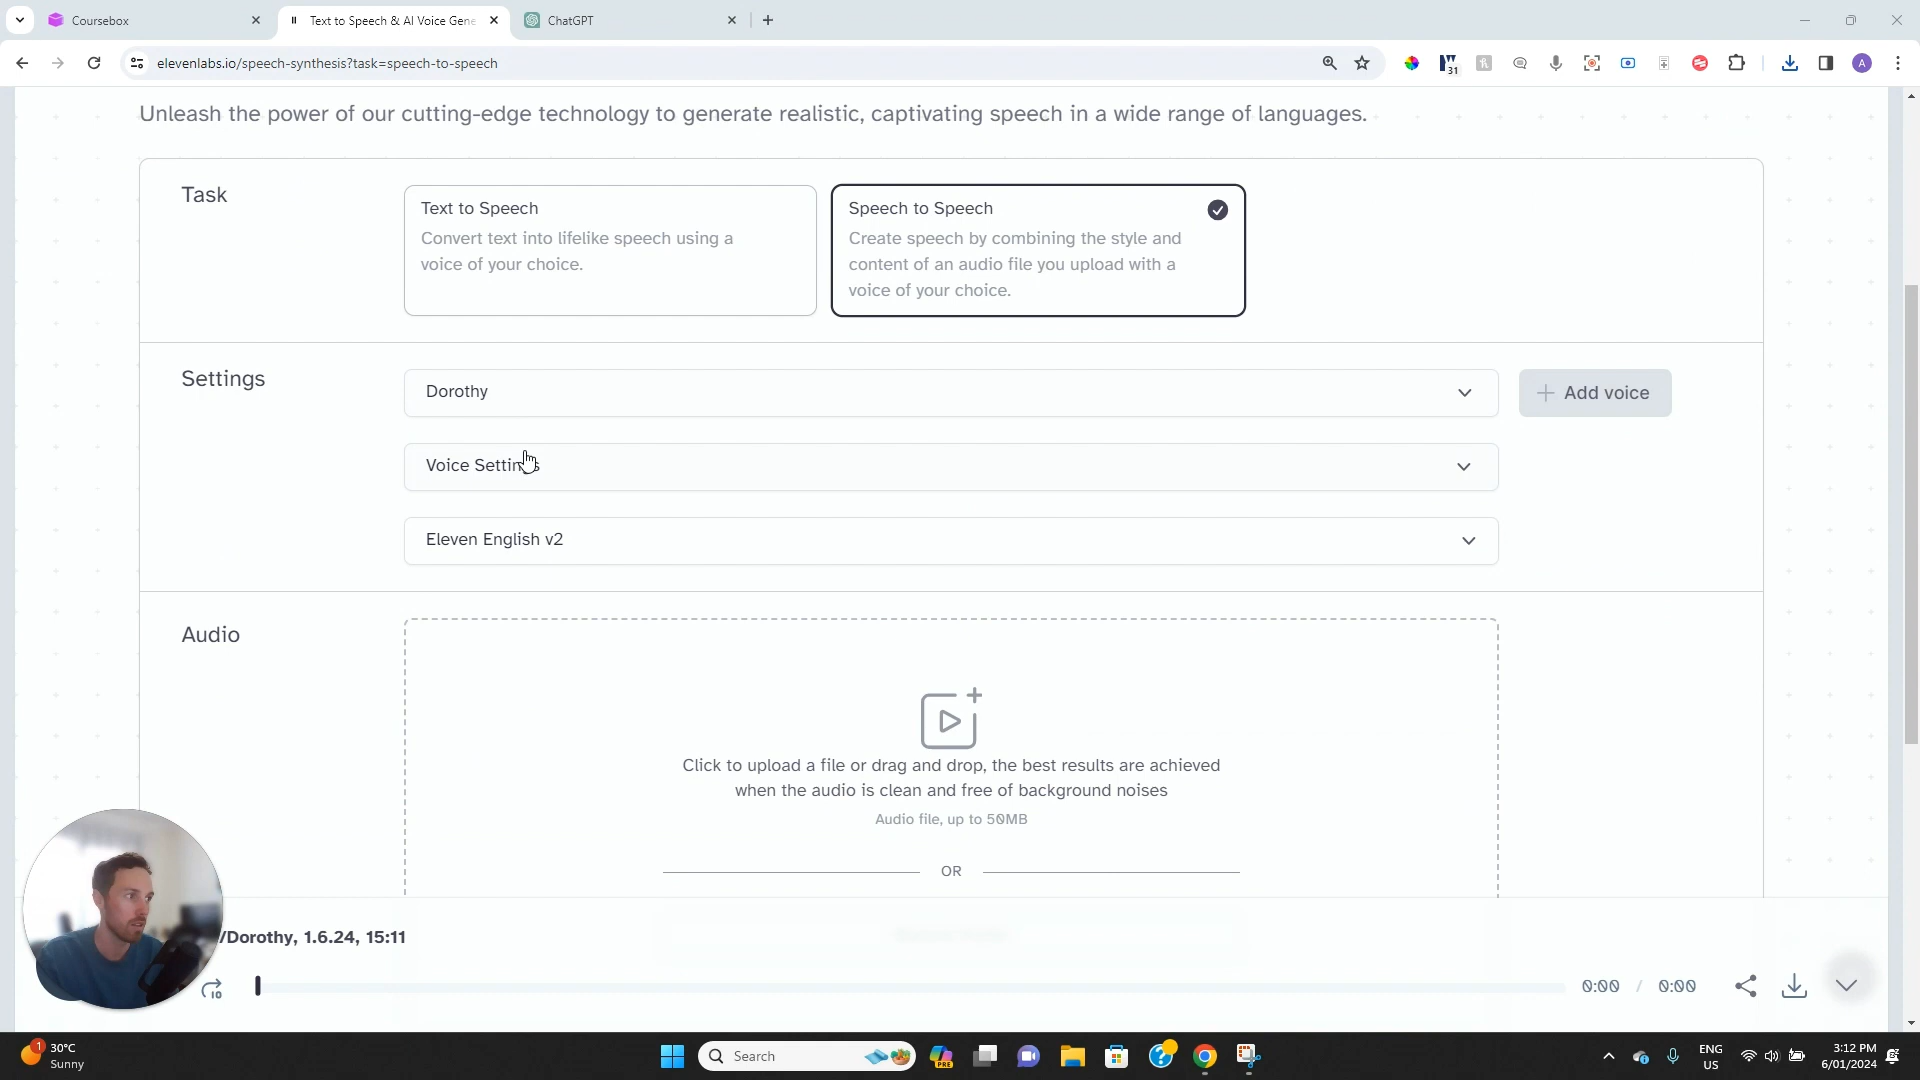 Coursebox
Text to Speech & AI Voice Gene
ChatGPT
elevenlabs.io/speech-synthesis?task=speech-to-speech
31
A
Unleash the power of our cutting-edge technology to generate realistic, captivating speech in a wide range of languages.
Task
Text to Speech
Convert text into lifelike speech using a
voice of your choice.
Speech to Speech
Create speech by combining the style and
content of an audio file you upload with a
voice of your choice.
Settings
Dorothy
Add voice
Voice Settings
Eleven English v2
Audio
Click to upload a file or drag and drop, the best results are achieved
when the audio is clean and free of background noises
Audio file, up to 50MB
OR
/Dorothy, 1.6.24, 15:11
10
0:00 / 0:00
1
30°C
Sunny
Search
PRE
ENG
US
3:12 PM
6/01/2024